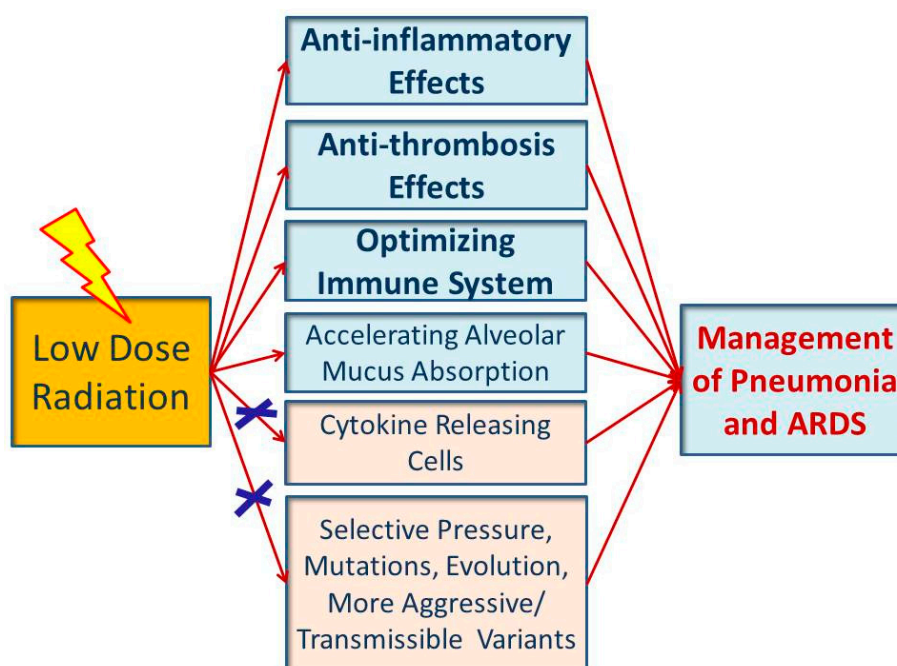 Anti-inflammatory
Effects
Anti-thrombosis
Effects
Optimizing
Immune System
Low Dose
Radiation
Accelerating Alveolar
Mucus Absorption
Cytokine Releasing
Cells
Selective Pressure,
Mutations, Evolution,
More Aggressive/
Transmissible Variants
Management
of Pneumonia
and ARDS